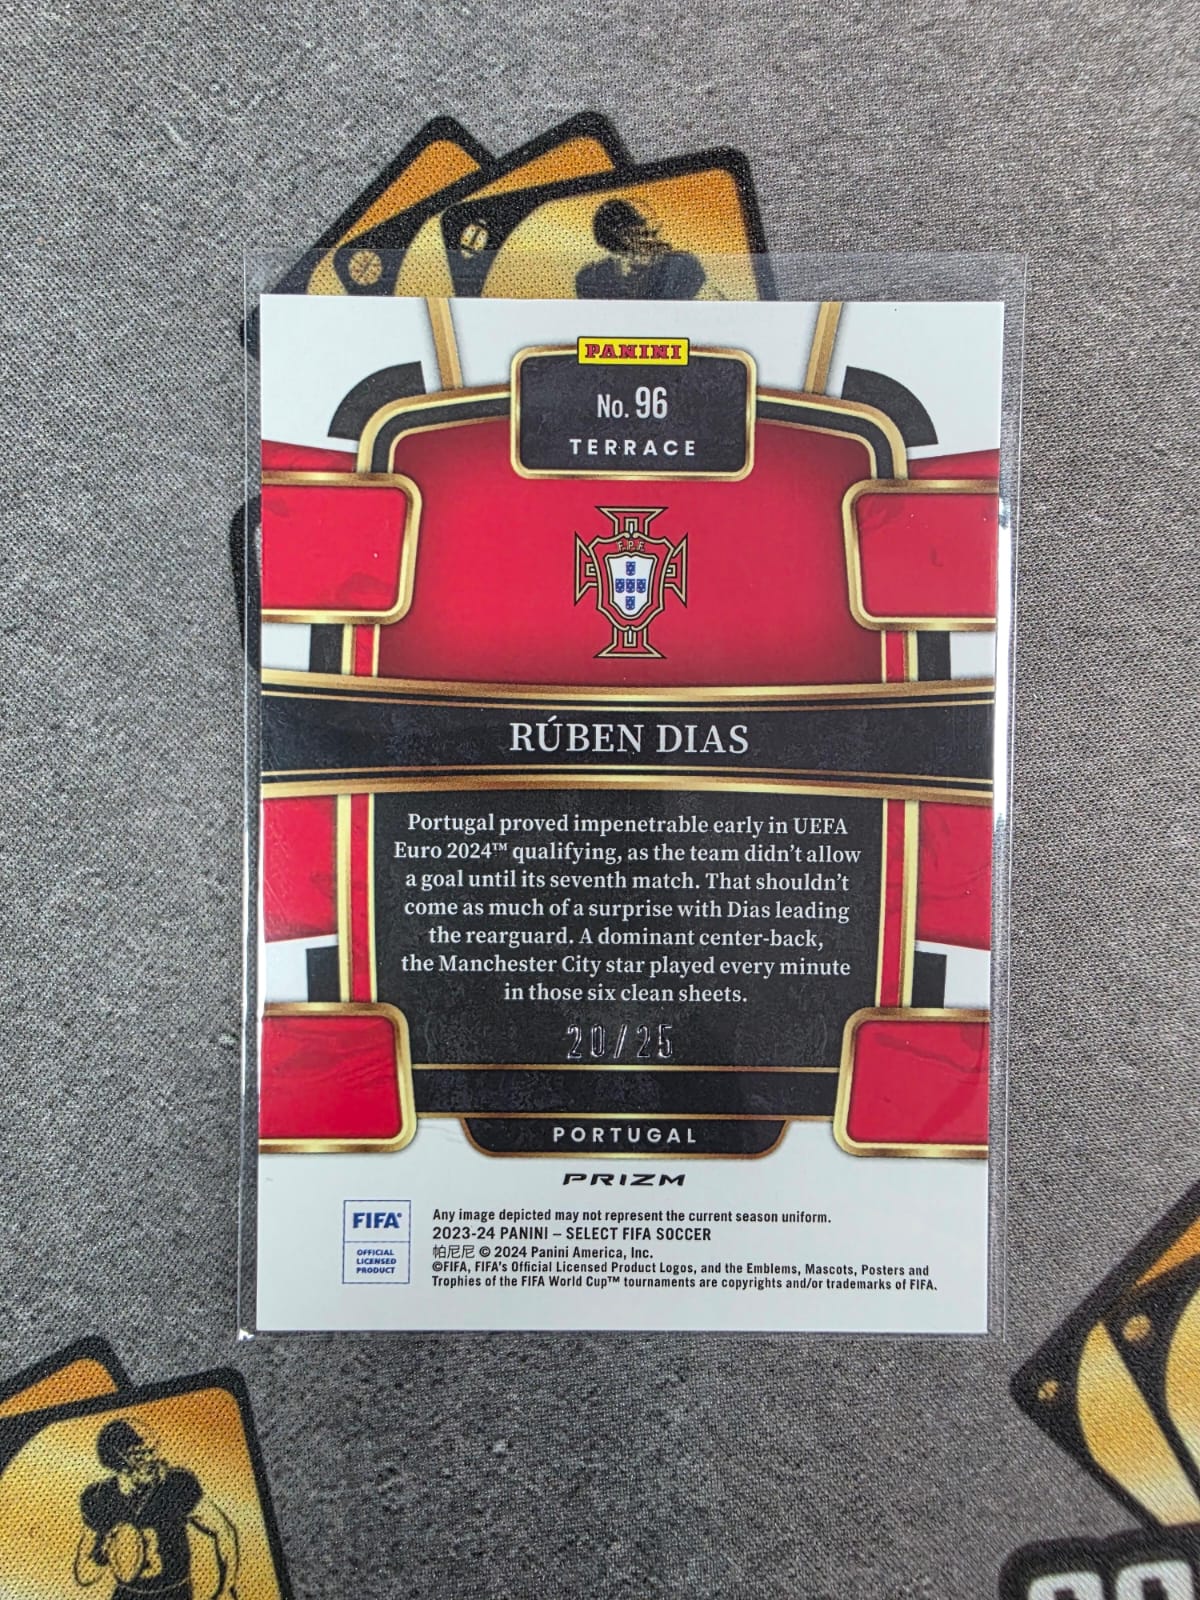 PANINI
No. 96
TERRACE
F.P.F.
RÚBEN DIAS
Portugal proved impenetrable early in UEFA
Euro 2024™ qualifying, as the team didn't allow
a goal until its seventh match. That shouldn't
come as much of a surprise with Dias leading
the rearguard. A dominant center-back,
the Manchester City star played every minute
in those six clean sheets.
20/25
PORTUGAL
PRIZM
FIFA®
OFFICIAL
LICENSED
PRODUCT
Any image depicted may not represent the current season uniform.
2023-24 PANINI – SELECT FIFA SOCCER
帕尼尼 © 2024 Panini America, Inc.
©FIFA, FIFA's Official Licensed Product Logos, and the Emblems, Mascots, Posters and
Trophies of the FIFA World Cup™ tournaments are copyrights and/or trademarks of FIFA.